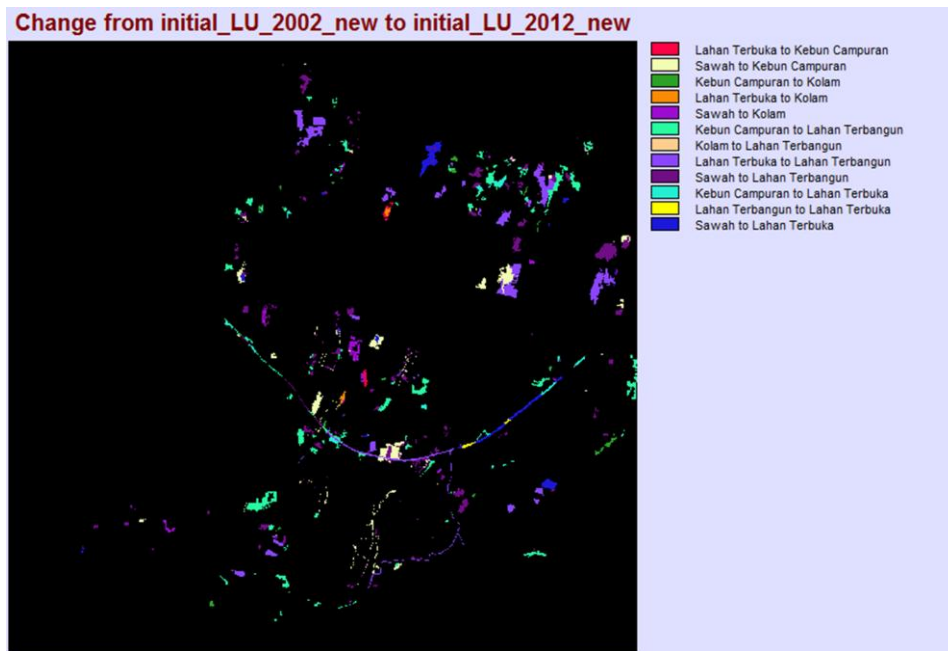 Change from initial_LU_2002_new to initial_LU_2012_new
Lahan Terbuka to Kebun Campuran
Sawah to Kebun Campuran
Kebun Campuran to Kolam
Lahan Terbuka to Kolam
Sawah to Kolam
Kebun Campuran to Lahan Terbangun
Kolam to Lahan Terbangun
Lahan Terbuka to Lahan Terbangun
Sawah to Lahan Terbangun
Kebun Campuran to Lahan Terbuka
Lahan Terbangun to Lahan Terbuka
Sawah to Lahan Terbuka